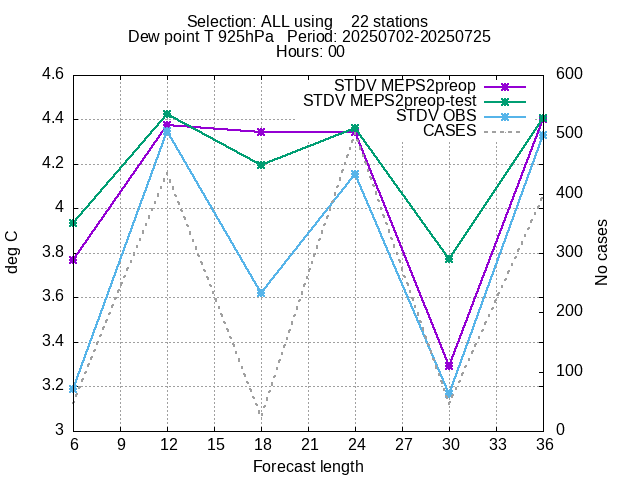 Selection: ALL using    22 stations
Dew point T 925hPa   Period: 20250702-20250725
Hours: 00
STDV MEPS2preop
STDV MEPS2preop-test
STDV OBS
CASES
4.6
4.4
4.2
4
3.8
3.6
3.4
3.2
3
deg C
600
500
400
300
200
100
0
No cases
6 9 12 15 18 21 24 27 30 33 36
Forecast length